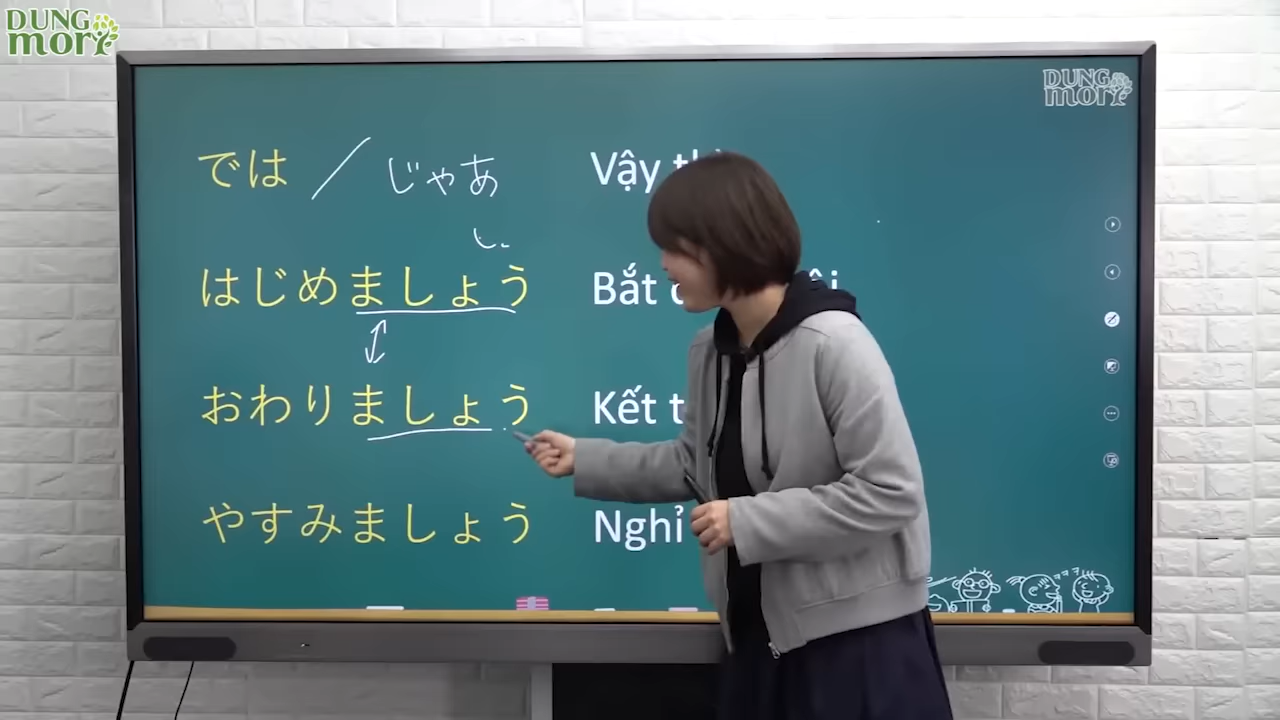 DUNG
mori
DUNG
mori
では / じゃあ Vậy
し
はじめましょう Bắt
おわりましょう Kết
やすみましょう Nghỉ